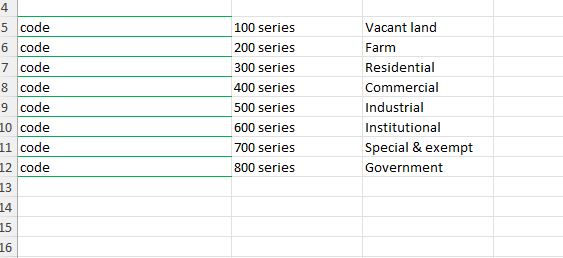 4
5 code 100 series Vacant land
6 code 200 series Farm
7 code 300 series Residential
8 code 400 series Commercial
9 code 500 series Industrial
10 code 600 series Institutional
11 code 700 series Special & exempt
12 code 800 series Government
13
14
15
16